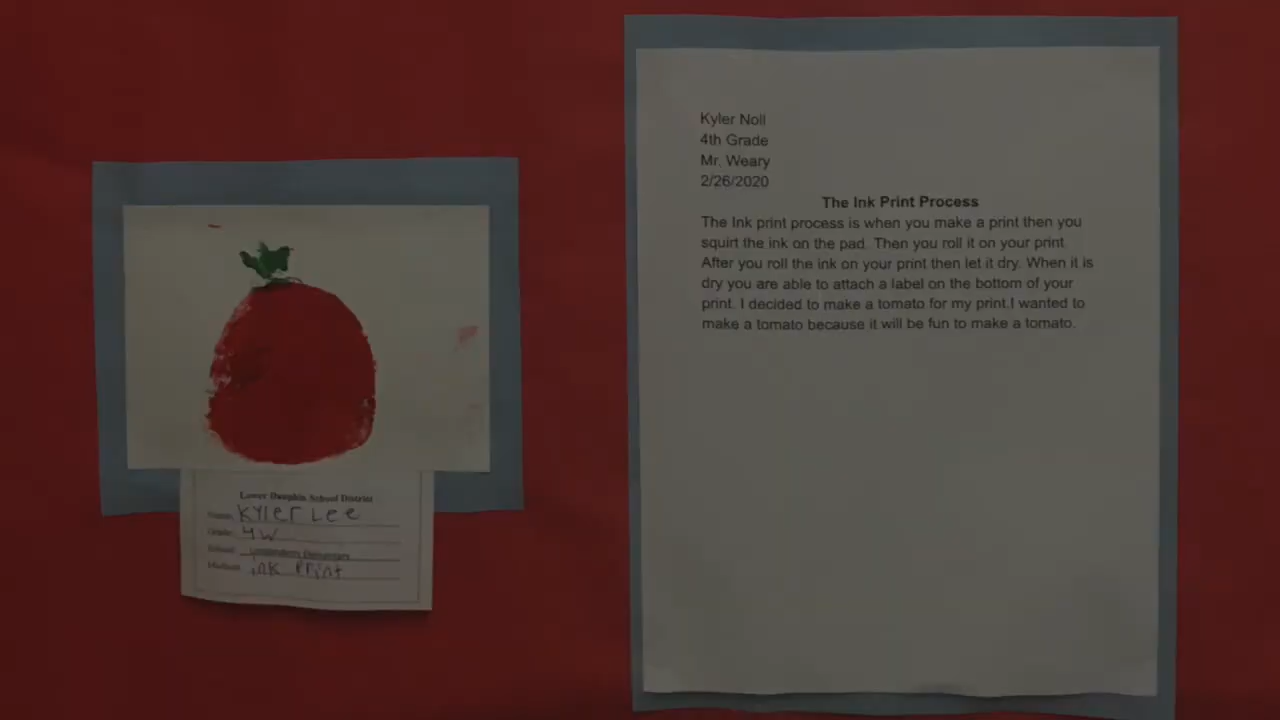 Kyler Noll
4th Grade
Mr. Weary
2/26/2020
The Ink Print Process
The Ink print process is when you make a print then you
squirt the ink on the pad. Then you roll it on your print.
After you roll the ink on your print then let it dry. When it is
dry you are able to attach a label on the bottom of your
print. I decided to make a tomato for my print.I wanted to
make a tomato because it will be fun to make a tomato.
Lower Dauphin School District
Name: Kyler Lee
Grade: 4W
School: Elementary
Medium: ink Print